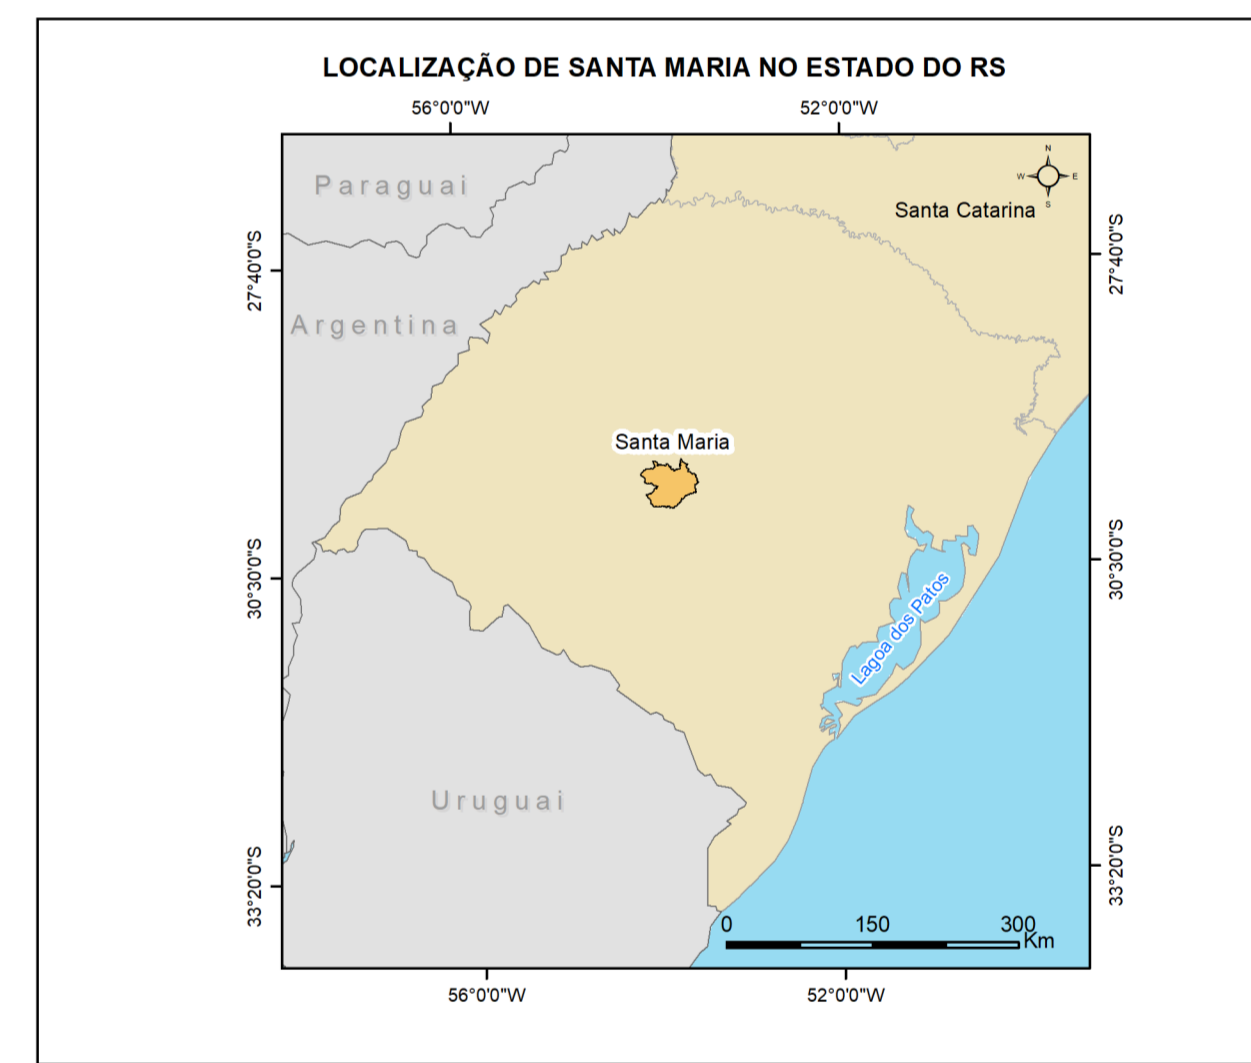 LOCALIZAÇÃO DE SANTA MARIA NO ESTADO DO RS
56°0'0"W
52°0'0"W
N
W
E
S
Paraguai
Santa Catarina
27°40'0"S
27°40'0"S
Argentina
Santa Maria
30°30'0"S
30°30'0"S
Lagoa dos Patos
Uruguai
33°20'0"S
33°20'0"S
0 150 300
Km
56°0'0"W
52°0'0"W